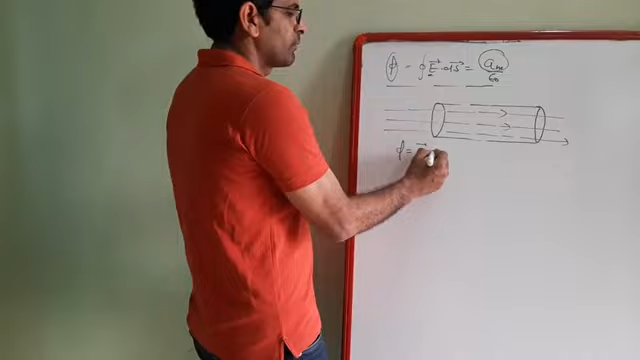 φ = ∮ E⃗·ds⃗ = q_in / ε₀
φ =